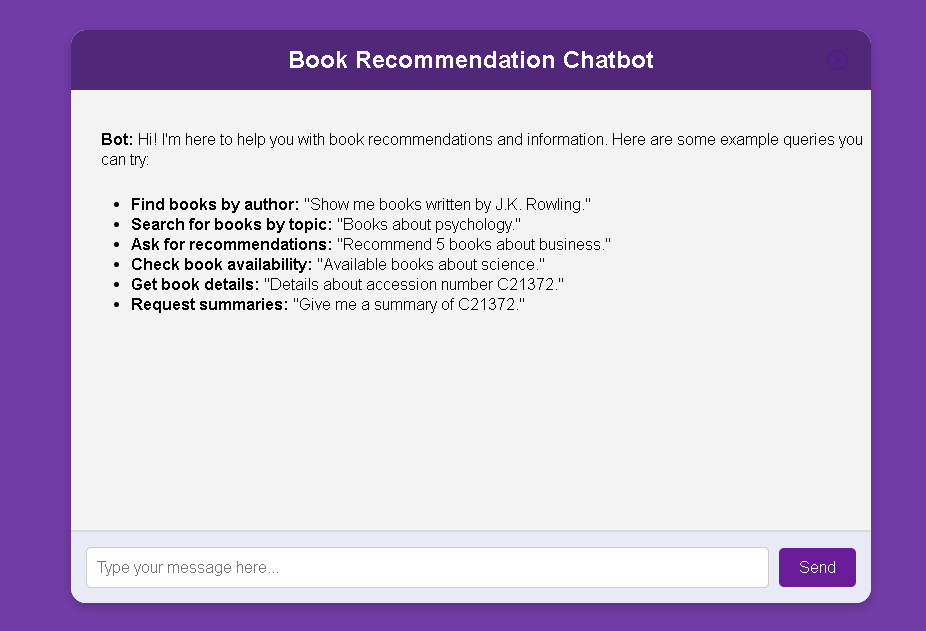 Book Recommendation Chatbot
Bot: Hi! I'm here to help you with book recommendations and information. Here are some example queries you
can try:
Find books by author: "Show me books written by J.K. Rowling."
Search for books by topic: "Books about psychology."
Ask for recommendations: "Recommend 5 books about business."
Check book availability: "Available books about science."
Get book details: "Details about accession number C21372."
Request summaries: "Give me a summary of C21372."
Type your message here...
Send